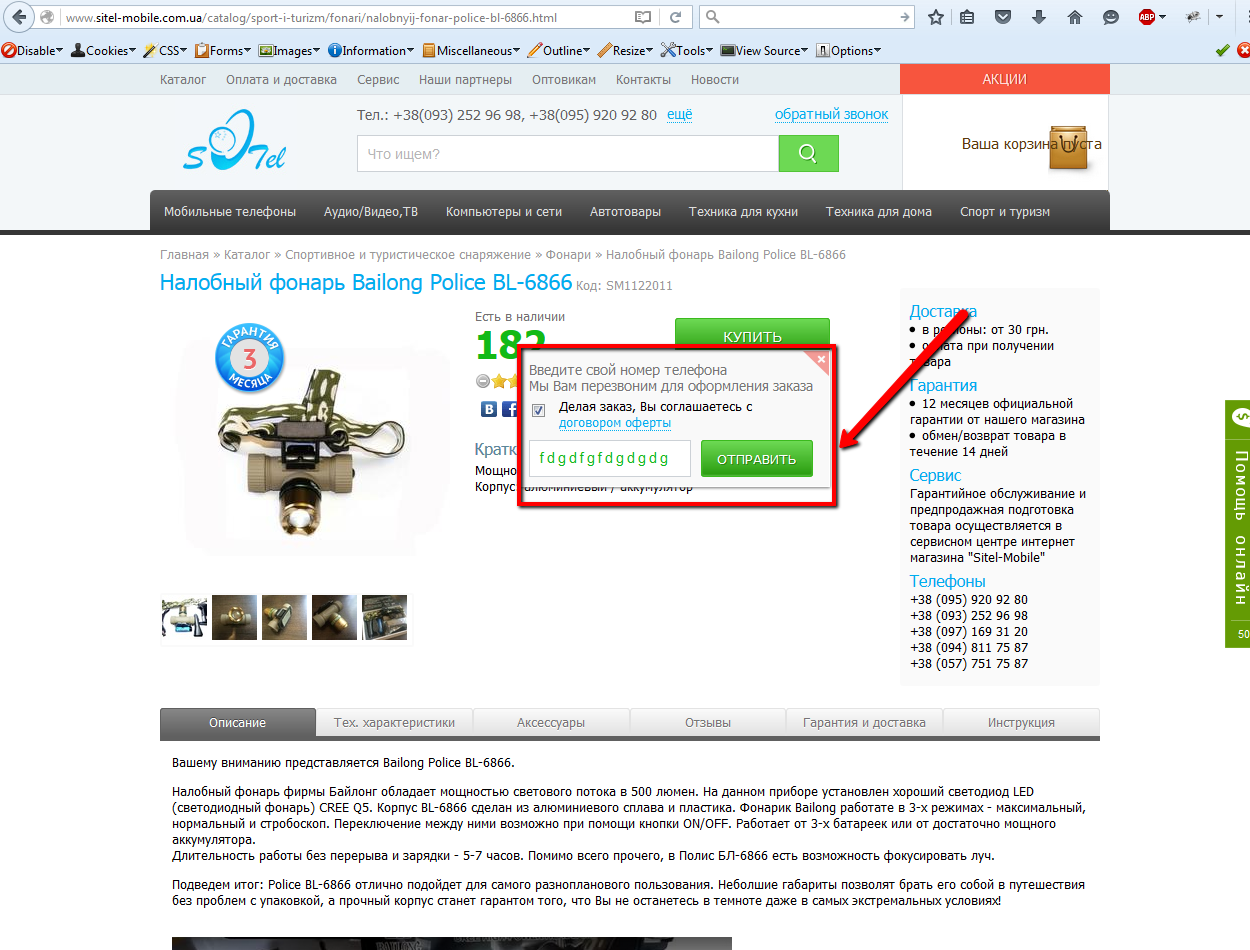 www.sitel-mobile.com.ua/catalog/sport-i-turizm/fonari/nalobnyij-fonar-police-bl-6866.html
ABP
Disable Cookies CSS Forms Images Information Miscellaneous Outline Resize Tools View Source Options
Каталог Оплата и доставка Сервис Наши партнеры Оптовикам Контакты Новости
АКЦИИ
Тел.: +38(093) 252 96 98, +38(095) 920 92 80 ещё
обратный звонок
S Tel
Что ищем?
Ваша корзина пуста
Мобильные телефоны Аудио/Видео,ТВ Компьютеры и сети Автотовары Техника для кухни Техника для дома Спорт и туризм
Главная » Каталог » Спортивное и туристическое снаряжение » Фонари » Налобный фонарь Bailong Police BL-6866
Налобный фонарь Bailong Police BL-6866 Код: SM1122011
ГАРАНТИЯ
3
МЕСЯЦА
Есть в наличии
182
КУПИТЬ
Введите свой номер телефона
Мы Вам перезвоним для оформления заказа
Делая заказ, Вы соглашаетесь с
договором оферты
fdgdfgfdgdgdg
ОТПРАВИТЬ
B f
Кратк
Мощно
Корпус: алюминиевый / аккумулятор
Доставка
в регионы: от 30 грн.
оплата при получении
товара
Гарантия
12 месяцев официальной
гарантии от нашего магазина
обмен/возврат товара в
течение 14 дней
Сервис
Гарантийное обслуживание и
предпродажная подготовка
товара осуществляется в
сервисном центре интернет
магазина "Sitel-Mobile"
Телефоны
+38 (095) 920 92 80
+38 (093) 252 96 98
+38 (097) 169 31 20
+38 (094) 811 75 87
+38 (057) 751 75 87
Помощь онлайн
50
Описание Тех. характеристики Аксессуары Отзывы Гарантия и доставка Инструкция
Вашему вниманию представляется Bailong Police BL-6866.
Налобный фонарь фирмы Байлонг обладает мощностью светового потока в 500 люмен. На данном приборе установлен хороший светодиод LED
(светодиодный фонарь) CREE Q5. Корпус BL-6866 сделан из алюминиевого сплава и пластика. Фонарик Bailong работате в 3-х режимах - максимальный,
нормальный и стробоскоп. Переключение между ними возможно при помощи кнопки ON/OFF. Работает от 3-х батареек или от достаточно мощного
аккумулятора.
Длительность работы без перерыва и зарядки - 5-7 часов. Помимо всего прочего, в Полис БЛ-6866 есть возможность фокусировать луч.
Подведем итог: Police BL-6866 отлично подойдет для самого разнопланового пользования. Неболшие габариты позволят брать его собой в путешествия
без проблем с упаковкой, а прочный корпус станет гарантом того, что Вы не останетесь в темноте даже в самых экстремальных условиях!